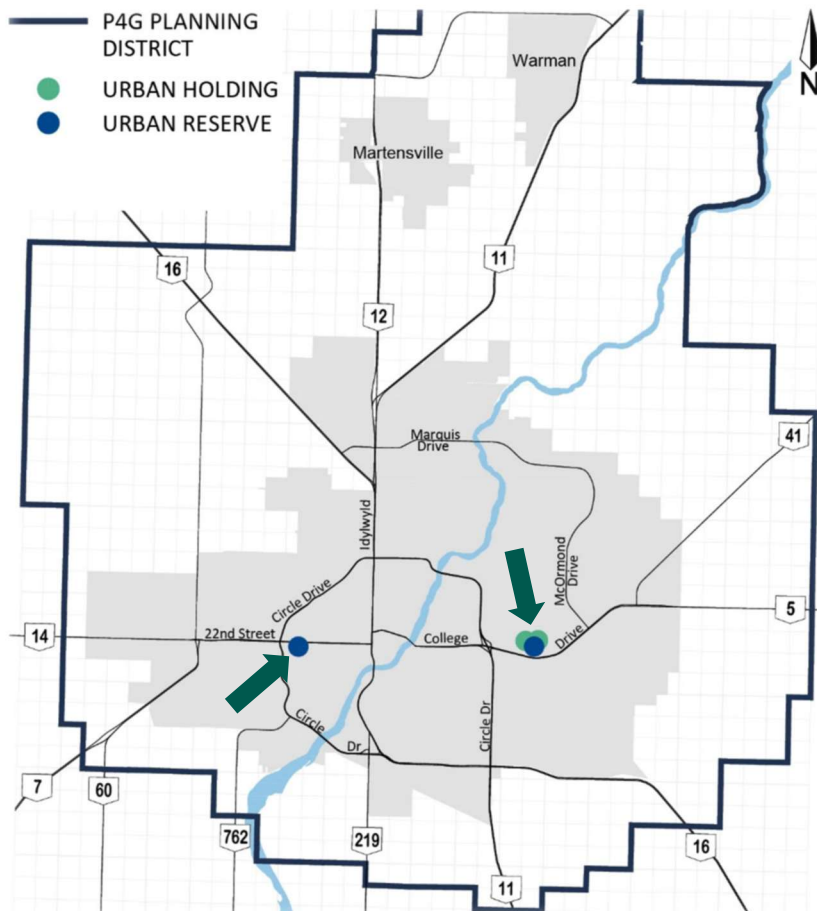 P4G PLANNING
DISTRICT
URBAN HOLDING
URBAN RESERVE
N
Warman
Martensville
16
11
12
Marquis
Drive
41
Idylwyld
McOrmond
Drive
Circle Drive
5
14
22nd Street
College
Drive
Circle
Dr
Circle Dr
7
60
762
219
16
11